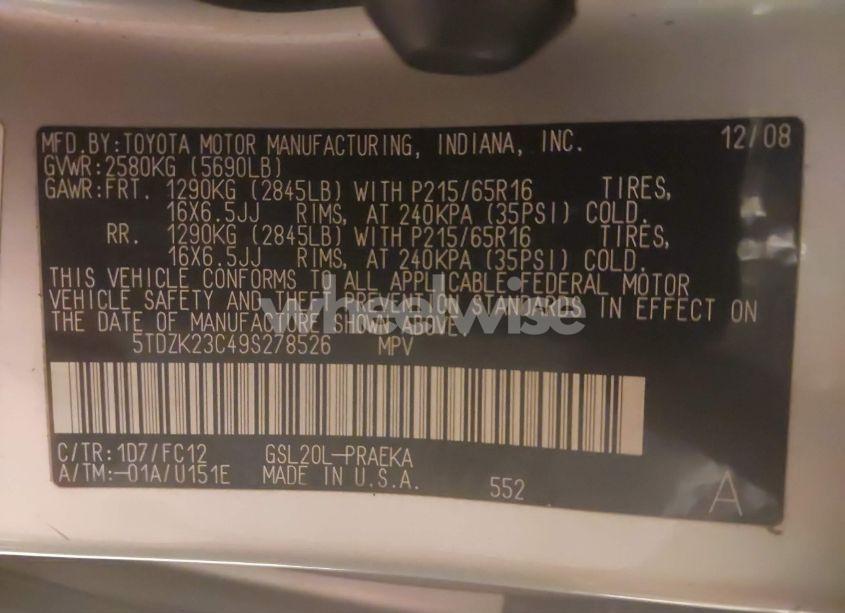 MFD.BY:TOYOTA MOTOR MANUFACTURING, INDIANA, INC. 12/08
GVWR:2580KG (5690LB)
GAWR:FRT. 1290KG (2845LB) WITH P215/65R16 TIRES,
16X6.5JJ RIMS, AT 240KPA (35PSI) COLD.
RR. 1290KG (2845LB) WITH P215/65R16 TIRES,
16X6.5JJ RIMS, AT 240KPA (35PSI) COLD.
THIS VEHICLE CONFORMS TO ALL APPLICABLE FEDERAL MOTOR
VEHICLE SAFETY AND THEFT PREVENTION STANDARDS IN EFFECT ON
THE DATE OF MANUFACTURE SHOWN ABOVE.
wheelwise
5TDZK23C49S278526 MPV
C/TR:1D7/FC12 GSL20L-PRAEKA
A/TM:-01A/U151E MADE IN U.S.A. 552 A